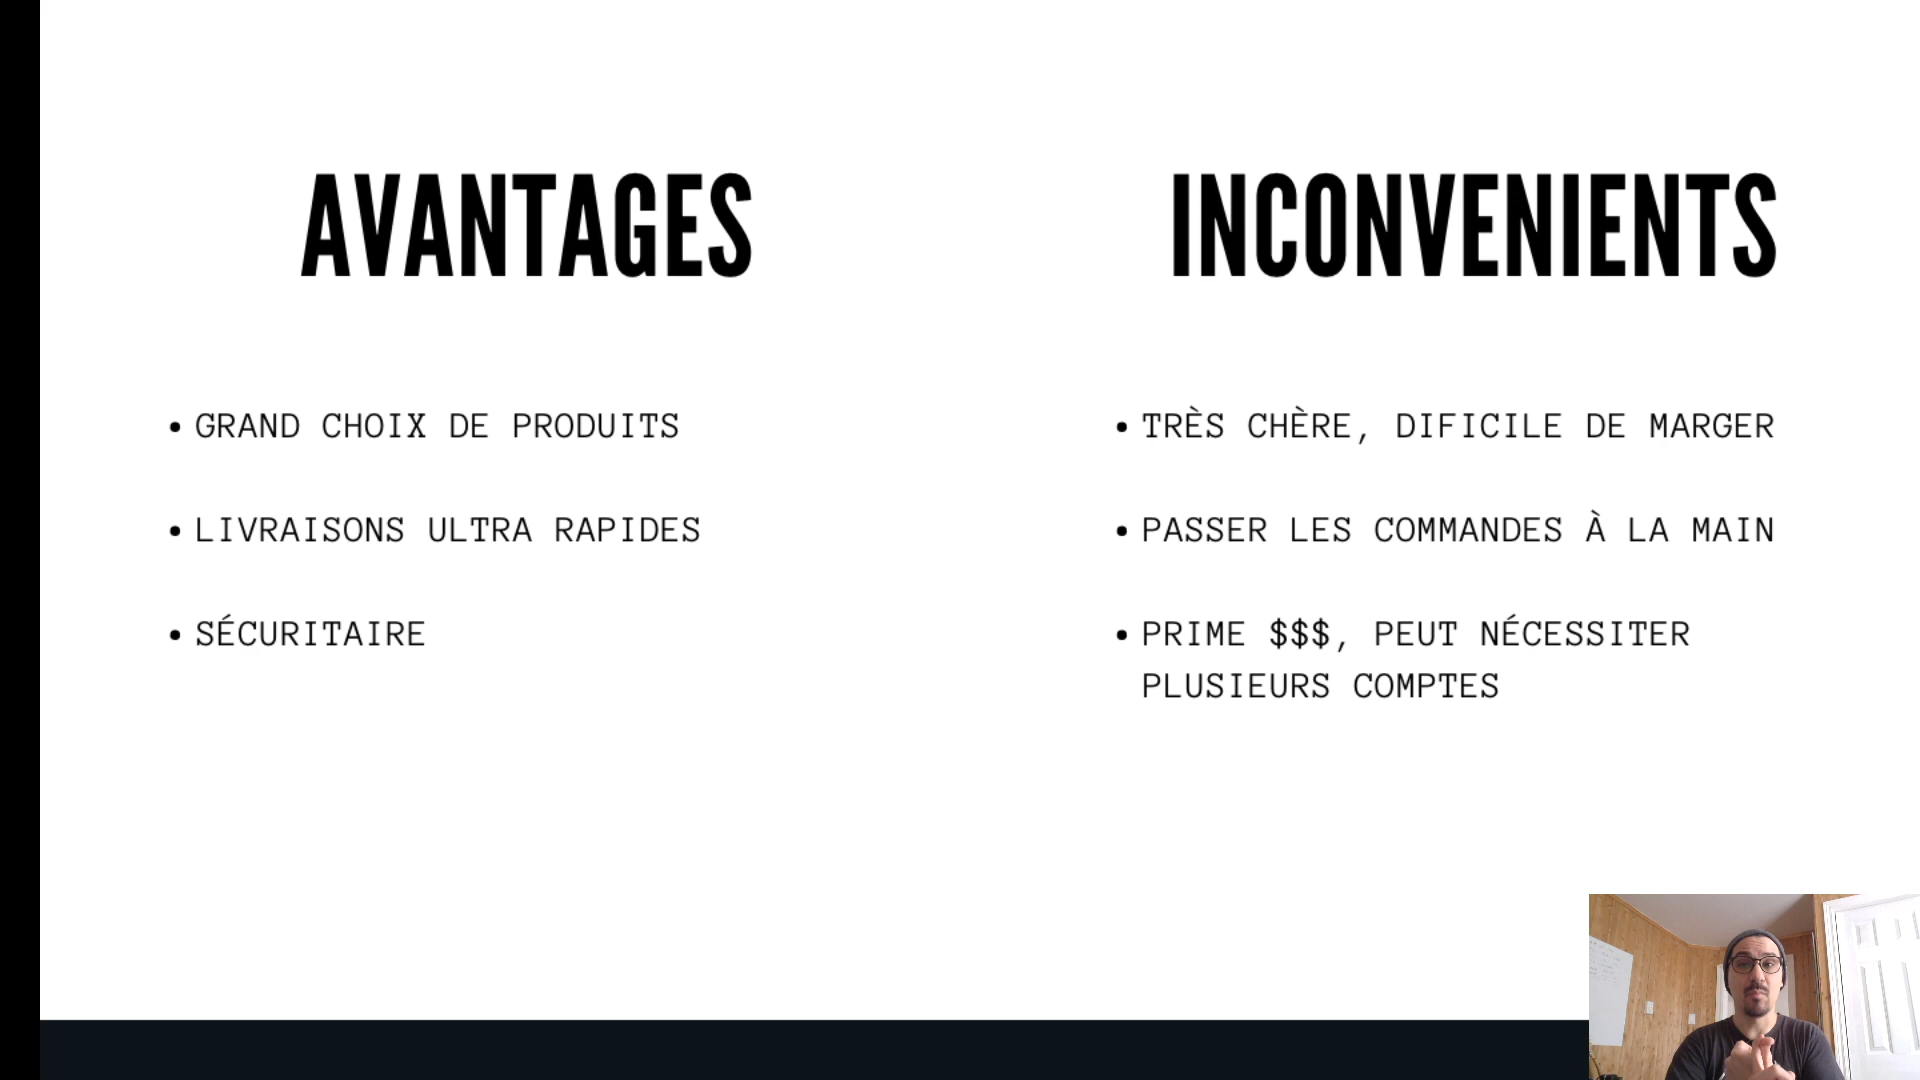 AVANTAGES
• GRAND CHOIX DE PRODUITS
• LIVRAISONS ULTRA RAPIDES
• SÉCURITAIRE
INCONVENIENTS
• TRÈS CHÈRE, DIFICILE DE MARGER
• PASSER LES COMMANDES À LA MAIN
• PRIME $$$, PEUT NÉCESSITER
PLUSIEURS COMPTES